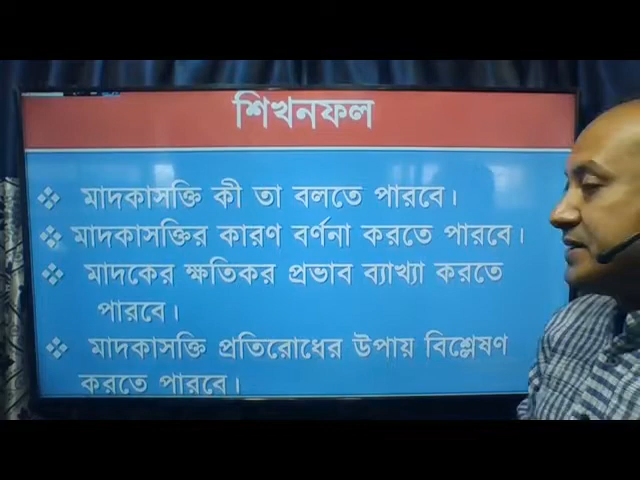 শিখনফল
❖ মাদকাসক্তি কী তা বলতে পারবে।
❖ মাদকাসক্তির কারণ বর্ণনা করতে পারবে।
❖ মাদকের ক্ষতিকর প্রভাব ব্যাখ্যা করতে
পারবে।
❖ মাদকাসক্তি প্রতিরোধের উপায় বিশ্লেষণ
করতে পারবে।